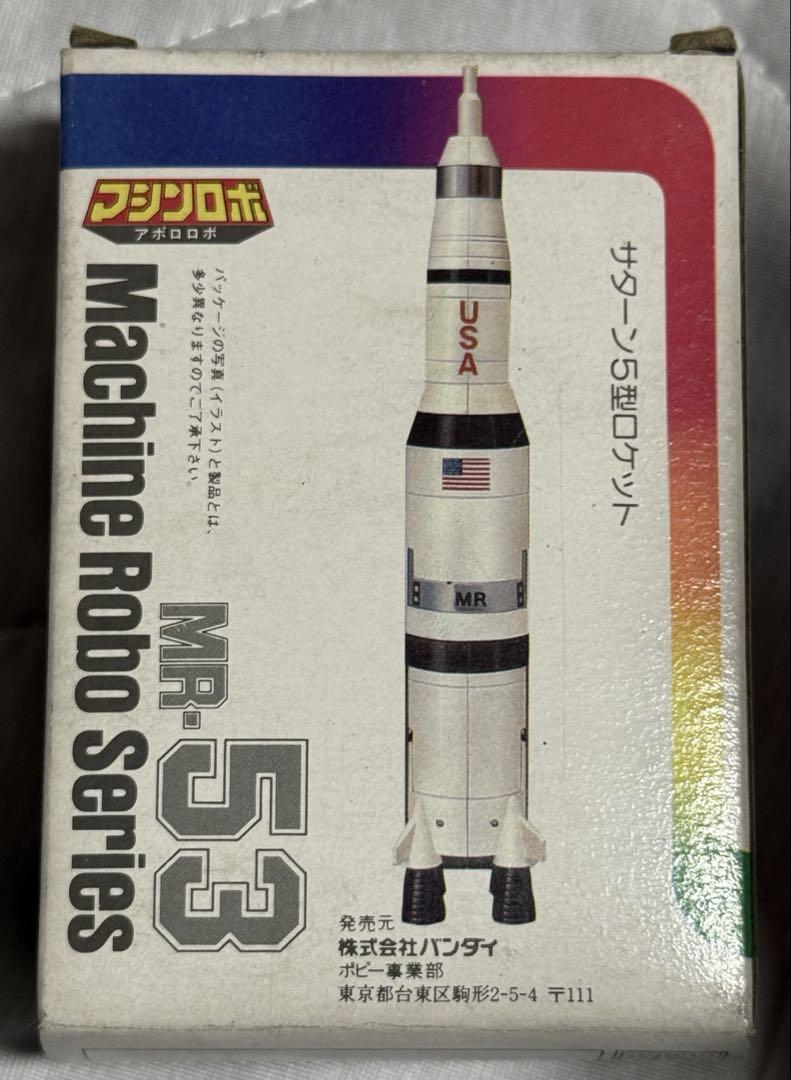 マシンロボ
アポロロボ
Machine Robo Series
MR-53
パッケージの写真(イラスト)と製品とは、
多少異なりますのでご了承下さい。
サターン5型ロケット
USA
MR
発売元
株式会社バンダイ
ポピー事業部
東京都台東区駒形2-5-4 〒111